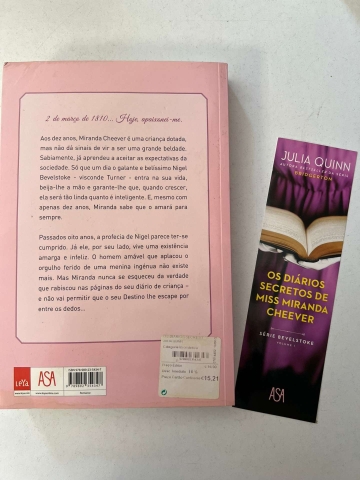 2 de março de 1810... Hoje, apaixonei-me.
Aos dez anos, Miranda Cheever é uma criança dotada,
mas não dá sinais de vir a ser uma grande beldade.
Sabiamente, já aprendeu a aceitar as expectativas da
sociedade. Só que um dia o galante e belíssimo Nigel
Bevelstoke - visconde Turner - entra na sua vida,
beija-lhe a mão e garante-lhe que, quando crescer,
ela será tão linda quanto é inteligente. E, mesmo com
apenas dez anos, Miranda sabe que o amará para
sempre.
Passados oito anos, a profecia de Nigel parece ter-se
cumprido. Já ele, por seu lado, vive uma existência
amarga e infeliz. O homem amável que aplacou o
orgulho ferido de uma menina ingénua não existe
mais. Mas Miranda nunca se esqueceu da verdade
que rabiscou nas páginas do seu diário de criança -
e não vai permitir que o seu Destino lhe escape por
entre os dedos...
€15,21
LeYa
ASA
ISBN
JULIA QUINN
AUTORA BESTSELLER DA SÉRIE
BRIDGERTON
OS DIÁRIOS
SECRETOS DE
MISS MIRANDA
CHEEVER
SÉRIE BEVELSTOKE
ASA